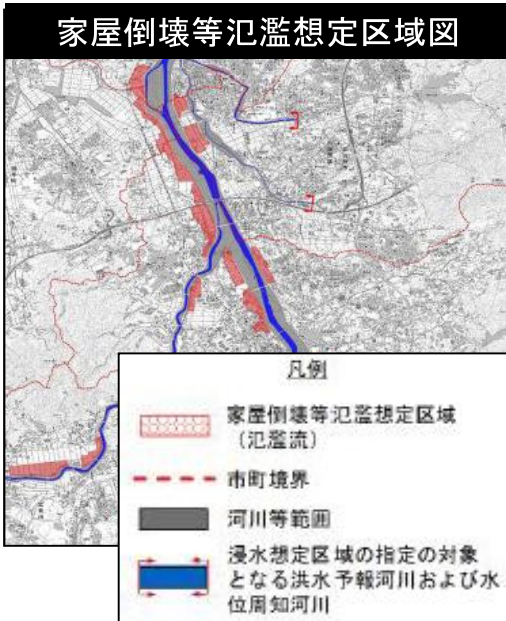 家屋倒壊等氾濫想定区域図
凡例
家屋倒壊等氾濫想定区域
(氾濫流)
市町境界
河川等範囲
浸水想定区域の指定の対象
となる洪水予報河川および水
位周知河川